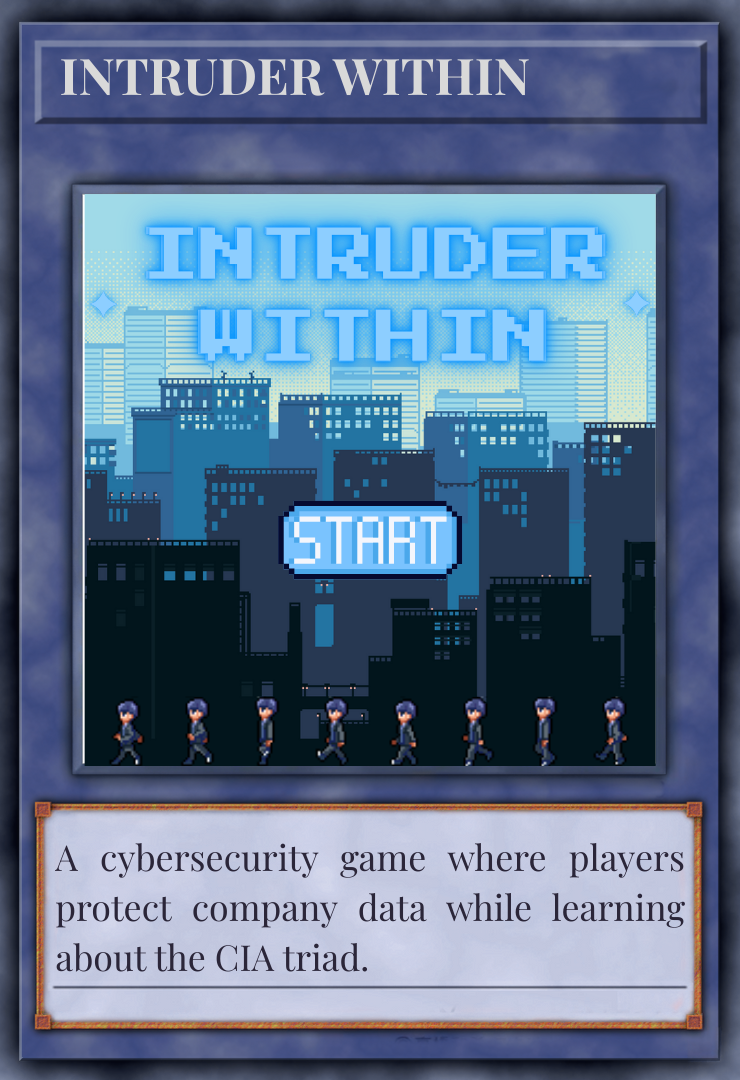 INTRUDER WITHIN
INTRUDER
WITHIN
START
A cybersecurity game where players
protect company data while learning
about the CIA triad.